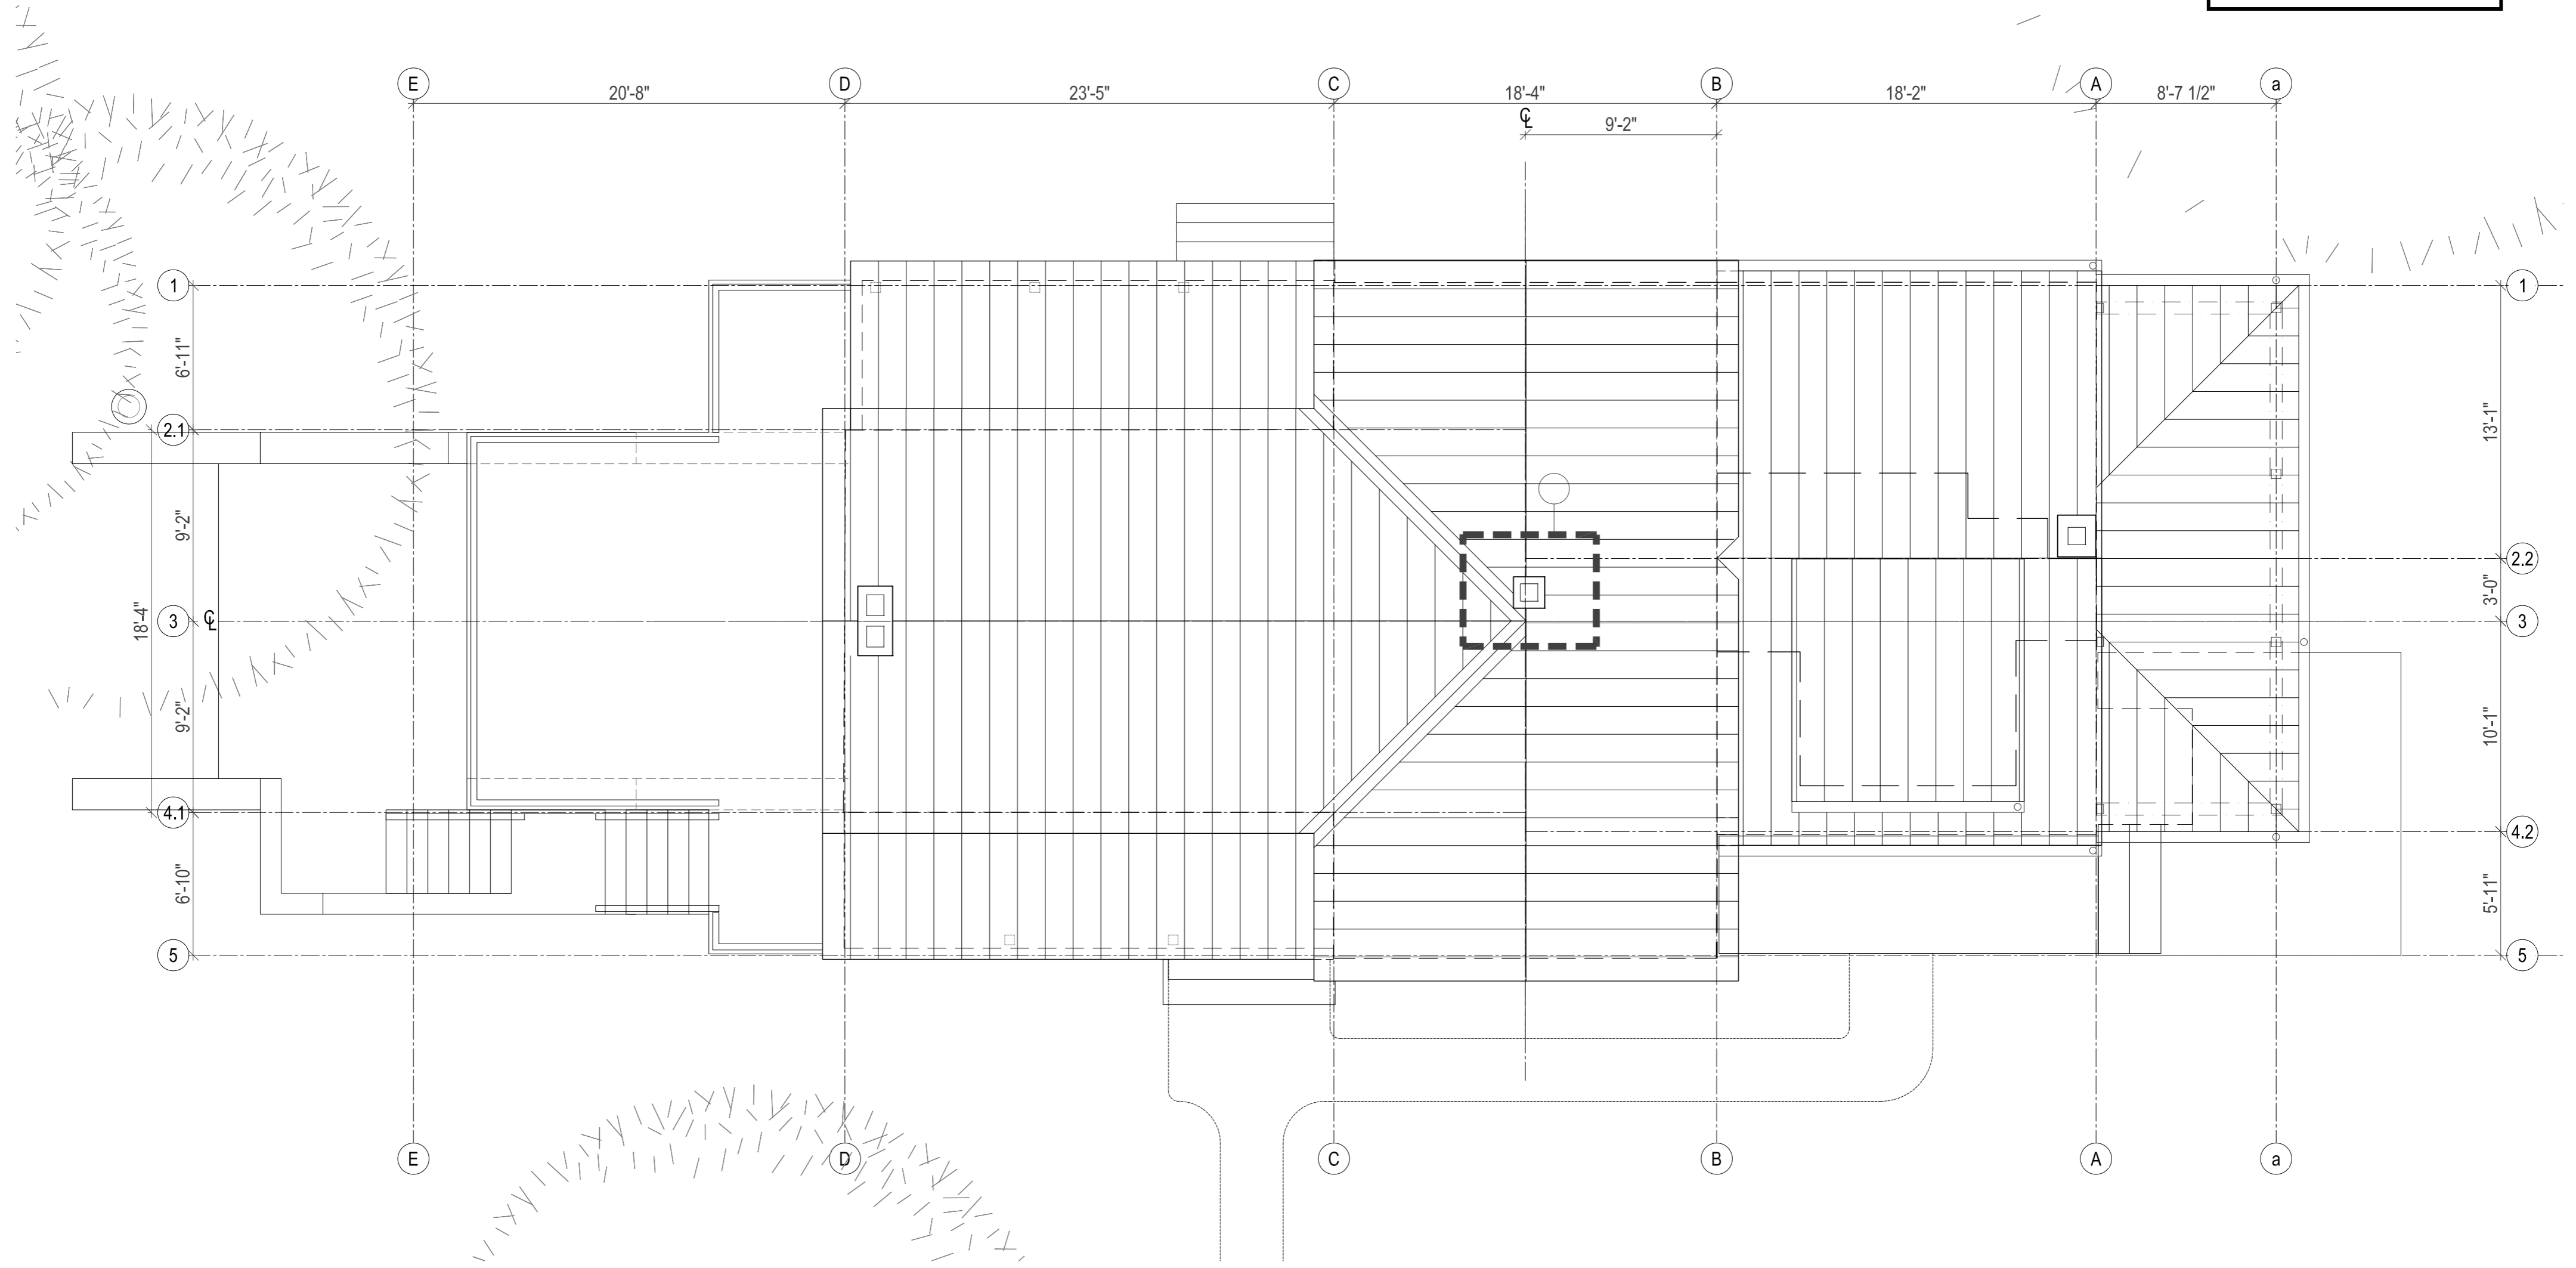 E D C B A a
20'-8" 23'-5" 18'-4" 18'-2" 8'-7 1/2"
℄ 9'-2"
1 1
6'-11"
2.1 13'-1"
9'-2" 2.2
18'-4" 3'-0"
3 ℄ 3
9'-2" 10'-1"
4.1 4.2
6'-10" 5'-11"
5 5
E D C B A a